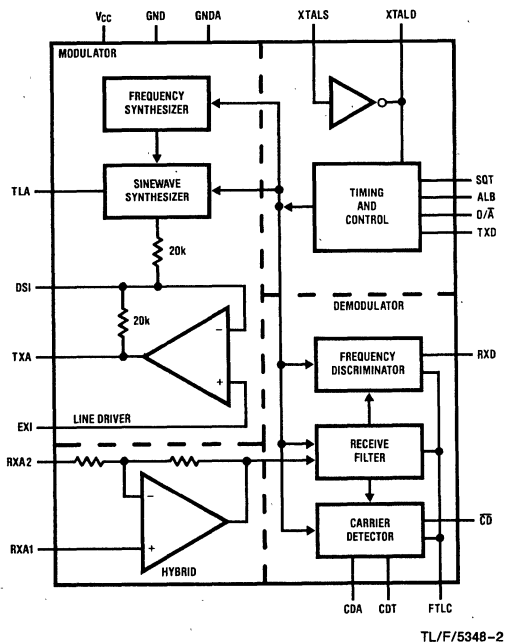 VCC GND GNDA XTALS XTALD
MODULATOR
FREQUENCY
SYNTHESIZER
SINEWAVE
SYNTHESIZER
TLA
TIMING
AND
CONTROL
SQT
ALB
O/A̅
TXD
20k
DSI
DEMODULATOR
20k
−
+
TXA
EXI
LINE DRIVER
FREQUENCY
DISCRIMINATOR
RXD
RECEIVE
FILTER
RXA2
−
+
RXA1
HYBRID
CARRIER
DETECTOR
C̅D̅
CDA CDT FTLC
TL/F/5348–2